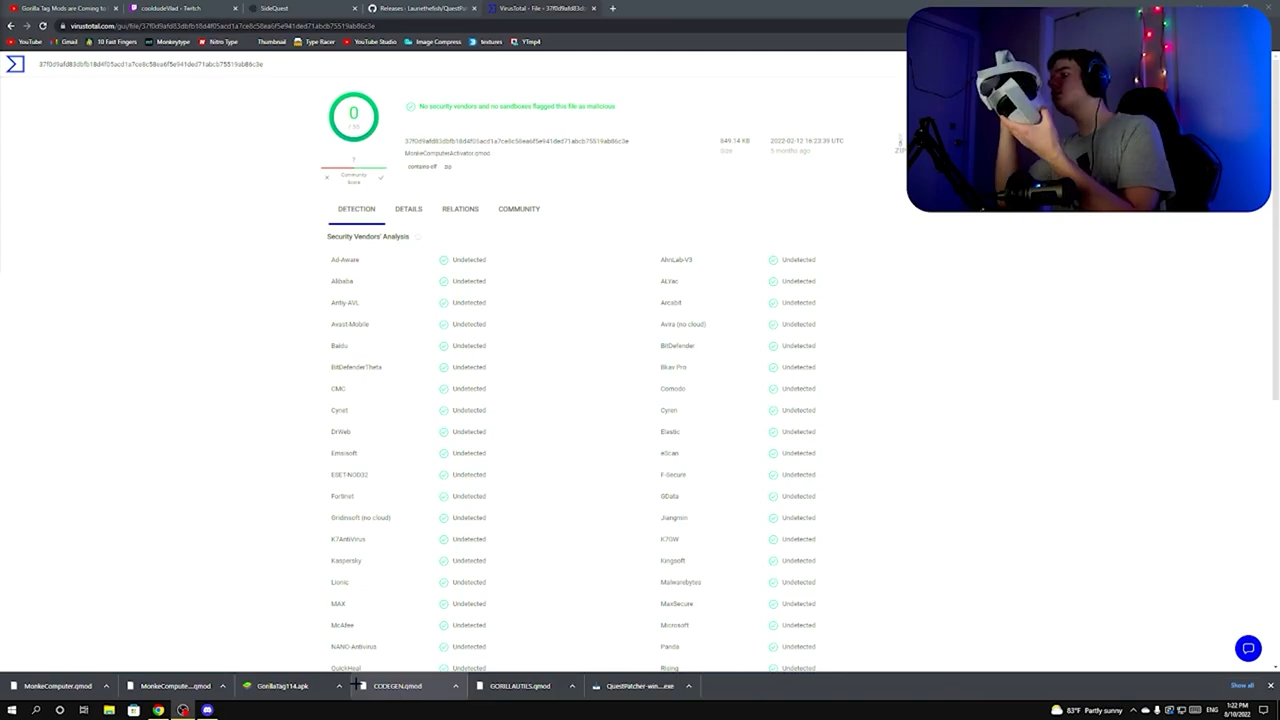 Gorilla Tag Mods are Coming to
cooldudeVlad - Twitch
SideQuest
Releases · Lauriethefish/QuestPat
VirusTotal - File - 37f0d9afd83db
virustotal.com/gui/file/37f0d9afd83dbfb18d4f05acd1a7ce8c58ea6f5e941ded71abcb75519ab86c3e
YouTube
Gmail
10 Fast Fingers
Monkeytype
Nitro Type
Thumbnail
Type Racer
YouTube Studio
Image Compress
textures
YTmp4
37f0d9afd83dbfb18d4f05acd1a7ce8c58ea6f5e941ded71abcb75519ab86c3e
0
?
Community
Score
No security vendors and no sandboxes flagged this file as malicious
37f0d9afd83dbfb18d4f05acd1a7ce8c58ea6f5e941ded71abcb75519ab86c3e
MonkeComputerActivator.qmod
contains-elf zip
849.14 KB
Size
2022-02-12 16:23:39 UTC
5 months ago
ZIP
DETECTION DETAILS RELATIONS COMMUNITY
Security Vendors' Analysis
Ad-Aware Undetected AhnLab-V3 Undetected
Alibaba Undetected ALYac Undetected
Antiy-AVL Undetected Arcabit Undetected
Avast-Mobile Undetected Avira (no cloud) Undetected
Baidu Undetected BitDefender Undetected
BitDefenderTheta Undetected Bkav Pro Undetected
CMC Undetected Comodo Undetected
Cynet Undetected Cyren Undetected
DrWeb Undetected Elastic Undetected
Emsisoft Undetected eScan Undetected
ESET-NOD32 Undetected F-Secure Undetected
Fortinet Undetected GData Undetected
Gridinsoft (no cloud) Undetected Jiangmin Undetected
K7AntiVirus Undetected K7GW Undetected
Kaspersky Undetected Kingsoft Undetected
Lionic Undetected Malwarebytes Undetected
MAX Undetected MaxSecure Undetected
McAfee Undetected Microsoft Undetected
NANO-Antivirus Undetected Panda Undetected
QuickHeal Undetected Rising Undetected
MonkeComputer.qmod
MonkeCompute....qmod
GorillaTag114.apk
CODEGEN.qmod
GORILLAUTILS.qmod
QuestPatcher-win....exe
Show all
83°F Partly sunny
ENG
1:22 PM
8/10/2022